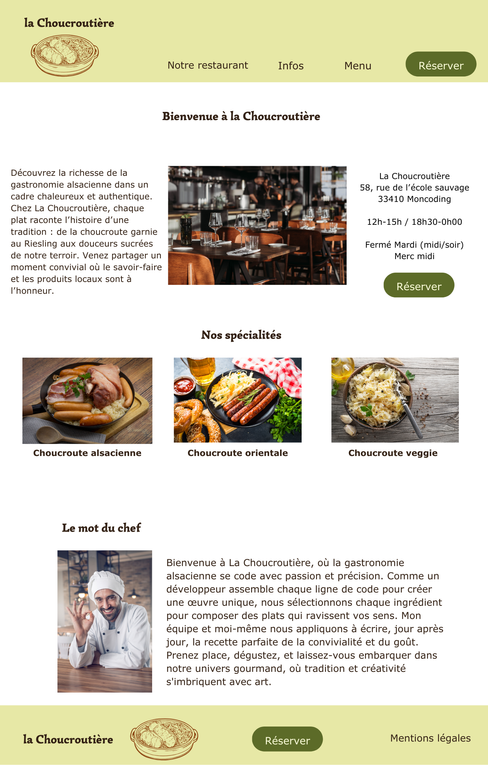 la Choucroutière
Notre restaurant
Infos
Menu
Réserver
Bienvenue à la Choucroutière
Découvrez la richesse de la
gastronomie alsacienne dans un
cadre chaleureux et authentique.
Chez La Choucroutière, chaque
plat raconte l'histoire d'une
tradition : de la choucroute garnie
au Riesling aux douceurs sucrées
de notre terroir. Venez partager un
moment convivial où le savoir-faire
et les produits locaux sont à
l'honneur.
La Choucroutière
58, rue de l'école sauvage
33410 Moncoding
12h-15h / 18h30-0h00
Fermé Mardi (midi/soir)
Merc midi
Réserver
Nos spécialités
Choucroute alsacienne
Choucroute orientale
Choucroute veggie
Le mot du chef
Bienvenue à La Choucroutière, où la gastronomie
alsacienne se code avec passion et précision. Comme un
développeur assemble chaque ligne de code pour créer
une œuvre unique, nous sélectionnons chaque ingrédient
pour composer des plats qui ravissent vos sens. Mon
équipe et moi-même nous appliquons à écrire, jour après
jour, la recette parfaite de la convivialité et du goût.
Prenez place, dégustez, et laissez-vous embarquer dans
notre univers gourmand, où tradition et créativité
s'imbriquent avec art.
la Choucroutière
Réserver
Mentions légales